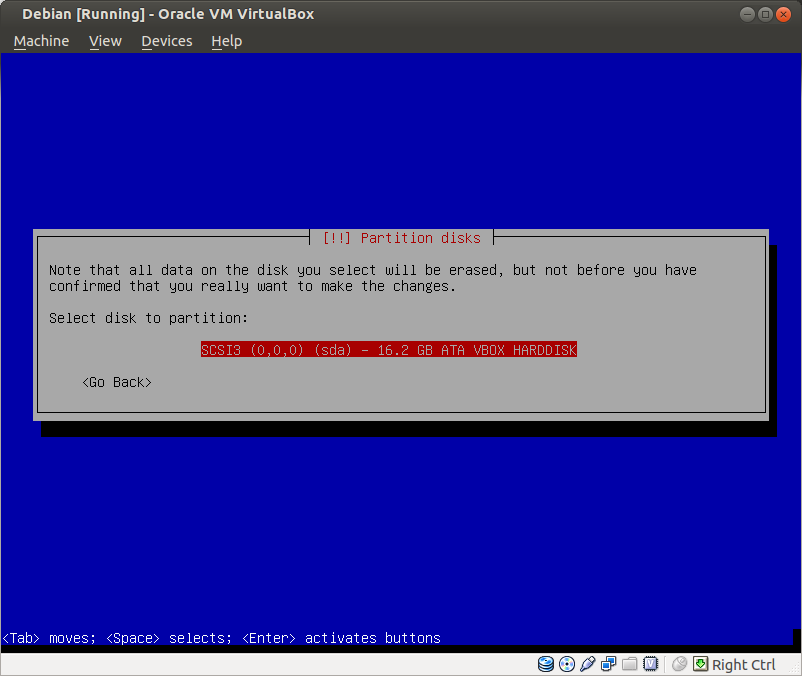 Debian [Running] - Oracle VM VirtualBox
Machine View Devices Help
[!!] Partition disks
Note that all data on the disk you select will be erased, but not before you have
confirmed that you really want to make the changes.
Select disk to partition:
SCSI3 (0,0,0) (sda) - 16.2 GB ATA VBOX HARDDISK
<Go Back>
<Tab> moves; <Space> selects; <Enter> activates buttons
Right Ctrl